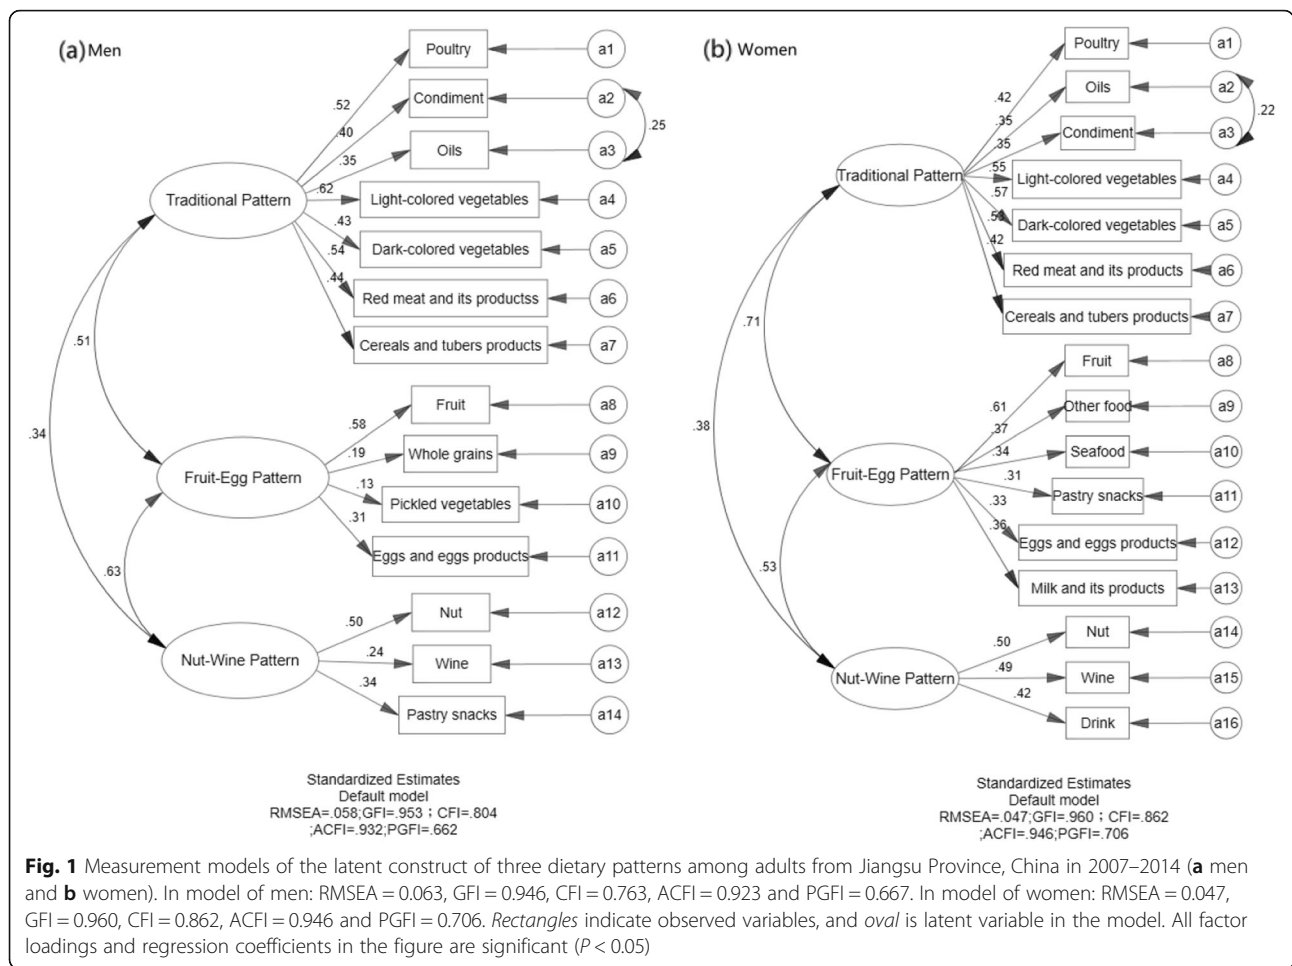 (a) Men
Poultry
a1
.52
Condiment
a2
.40
.25
Oils
a3
.35
Traditional Pattern
.62
Light-colored vegetables
a4
.43
Dark-colored vegetables
a5
.54
Red meat and its productss
a6
.44
Cereals and tubers products
a7
.51
.34
Fruit
a8
.58
Whole grains
a9
.19
Fruit-Egg Pattern
.13
Pickled vegetables
a10
.31
Eggs and eggs products
a11
.63
Nut
a12
.50
Nut-Wine Pattern
.24
Wine
a13
.34
Pastry snacks
a14
Standardized Estimates
Default model
RMSEA=.058;GFI=.953 ; CFI=.804
;ACFI=.932;PGFI=.662
(b) Women
Poultry
a1
.42
Oils
a2
.35
.22
Condiment
a3
.35
Traditional Pattern
.55
Light-colored vegetables
a4
.57
Dark-colored vegetables
a5
.53
Red meat and its products
a6
.42
Cereals and tubers products
a7
.71
.38
Fruit
a8
.61
Other food
a9
.37
Seafood
a10
.34
Fruit-Egg Pattern
.31
Pastry snacks
a11
.33
Eggs and eggs products
a12
.36
Milk and its products
a13
.53
Nut
a14
.50
Nut-Wine Pattern
.49
Wine
a15
.42
Drink
a16
Standardized Estimates
Default model
RMSEA=.047;GFI=.960 ; CFI=.862
;ACFI=.946;PGFI=.706
Fig. 1 Measurement models of the latent construct of three dietary patterns among adults from Jiangsu Province, China in 2007–2014 (a men
and b women). In model of men: RMSEA = 0.063, GFI = 0.946, CFI = 0.763, ACFI = 0.923 and PGFI = 0.667. In model of women: RMSEA = 0.047,
GFI = 0.960, CFI = 0.862, ACFI = 0.946 and PGFI = 0.706. Rectangles indicate observed variables, and oval is latent variable in the model. All factor
loadings and regression coefficients in the figure are significant (P < 0.05)